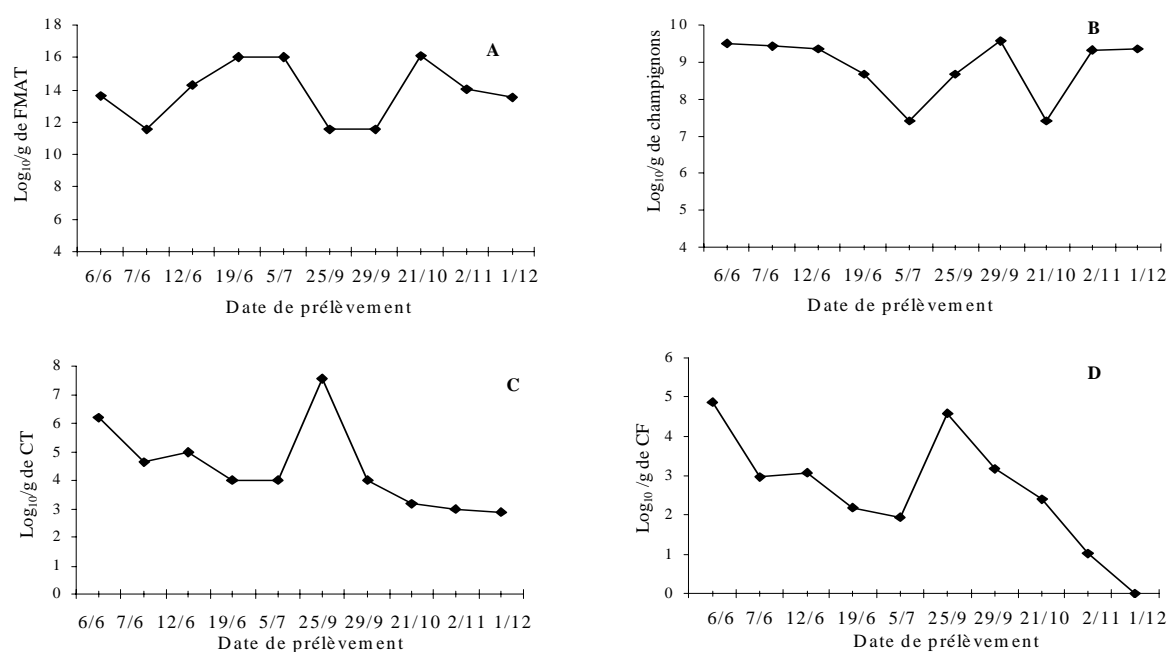 A
Log₁₀/g de FMAT
18
16
14
12
10
8
6
4
6/6 7/6 12/6 19/6 5/7 25/9 29/9 21/10 2/11 1/12
Date de prélèvement
B
Log₁₀/g de champignons
10
9
8
7
6
5
4
6/6 7/6 12/6 19/6 5/7 25/9 29/9 21/10 2/11 1/12
Date de prélèvement
C
Log₁₀/g de CT
8
7
6
5
4
3
2
1
0
6/6 7/6 12/6 19/6 5/7 25/9 29/9 21/10 2/11 1/12
Date de prélèvement
D
Log₁₀/g de CF
6
5
4
3
2
1
0
6/6 7/6 12/6 19/6 5/7 25/9 29/9 21/10 2/11 1/12
Date de prélèvement